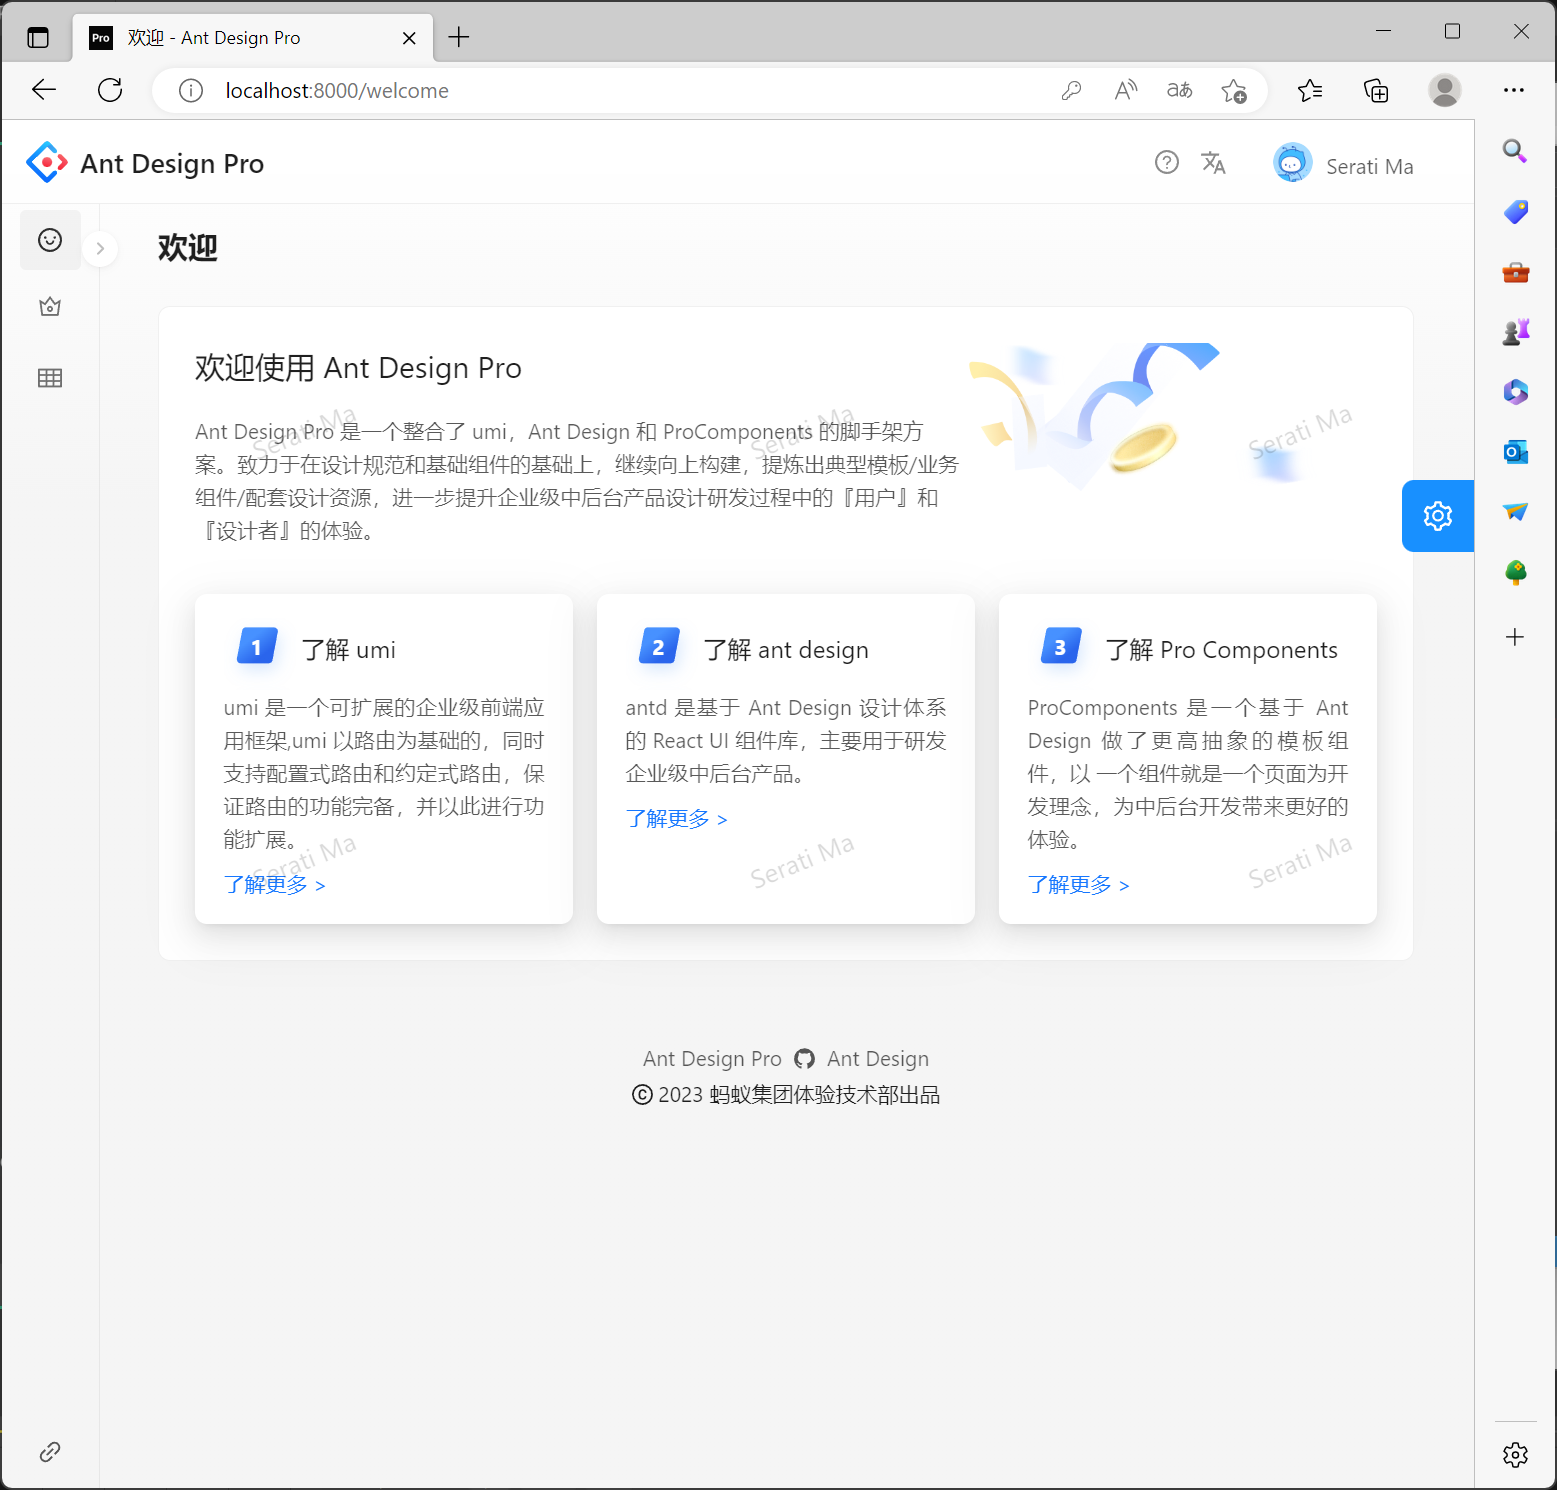 Pro 欢迎 - Ant Design Pro
localhost:8000/welcome
Ant Design Pro
Serati Ma
欢迎
欢迎使用 Ant Design Pro
Ant Design Pro 是一个整合了 umi，Ant Design 和 ProComponents 的脚手架方
案。致力于在设计规范和基础组件的基础上，继续向上构建，提炼出典型模板/业务
组件/配套设计资源，进一步提升企业级中后台产品设计研发过程中的『用户』和
『设计者』的体验。
Serati Ma
Serati Ma
Serati Ma
1 了解 umi
umi 是一个可扩展的企业级前端应
用框架,umi 以路由为基础的，同时
支持配置式路由和约定式路由，保
证路由的功能完备，并以此进行功
能扩展。
了解更多 >
2 了解 ant design
antd 是基于 Ant Design 设计体系
的 React UI 组件库，主要用于研发
企业级中后台产品。
了解更多 >
3 了解 Pro Components
ProComponents 是一个基于 Ant
Design 做了更高抽象的模板组
件，以 一个组件就是一个页面为开
发理念，为中后台开发带来更好的
体验。
了解更多 >
Serati Ma
Serati Ma
Serati Ma
Ant Design Pro Ant Design
© 2023 蚂蚁集团体验技术部出品